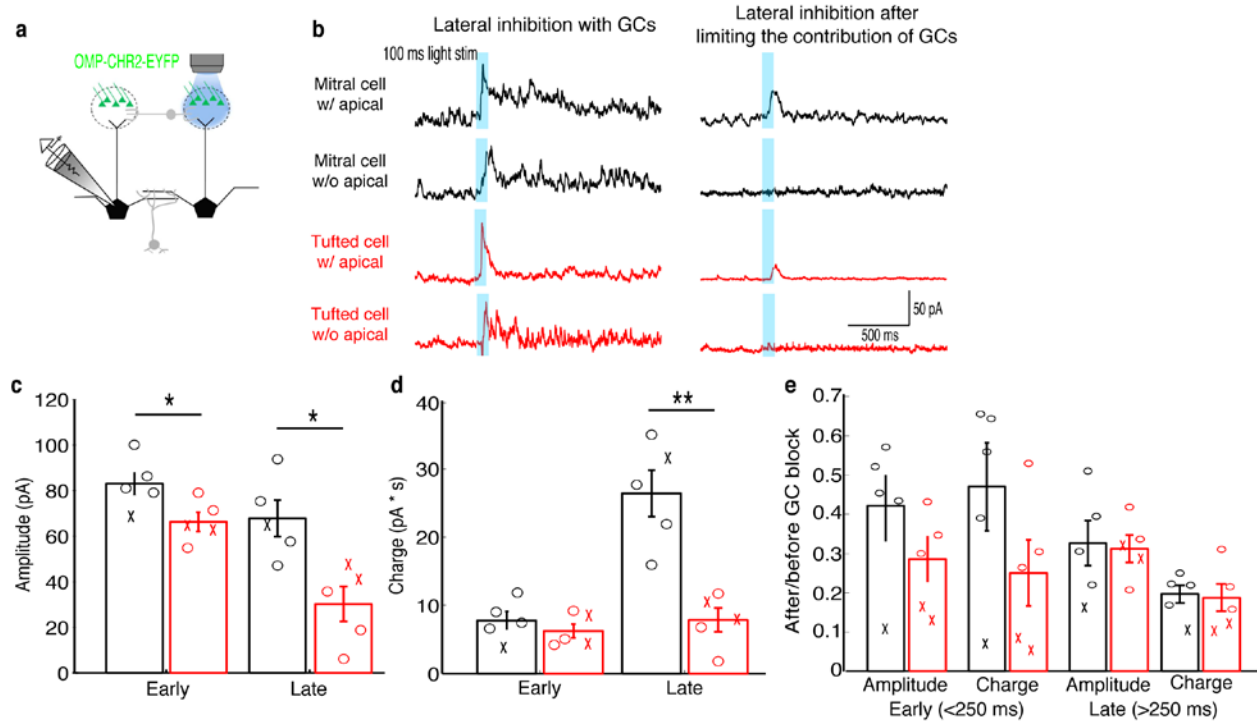 a
OMP-CHR2-EYFP
b
Lateral inhibition with GCs
Lateral inhibition after
limiting the contribution of GCs
100 ms light stim
Mitral cell
w/ apical
Mitral cell
w/o apical
Tufted cell
w/ apical
Tufted cell
w/o apical
50 pA
500 ms
c
Amplitude (pA)
120
100
80
60
40
20
0
*
*
Early
Late
d
Charge (pA * s)
40
30
20
10
0
**
Early
Late
e
After/before GC block
0.7
0.6
0.5
0.4
0.3
0.2
0.1
0
Amplitude
Charge
Amplitude
Charge
Early (<250 ms)
Late (>250 ms)